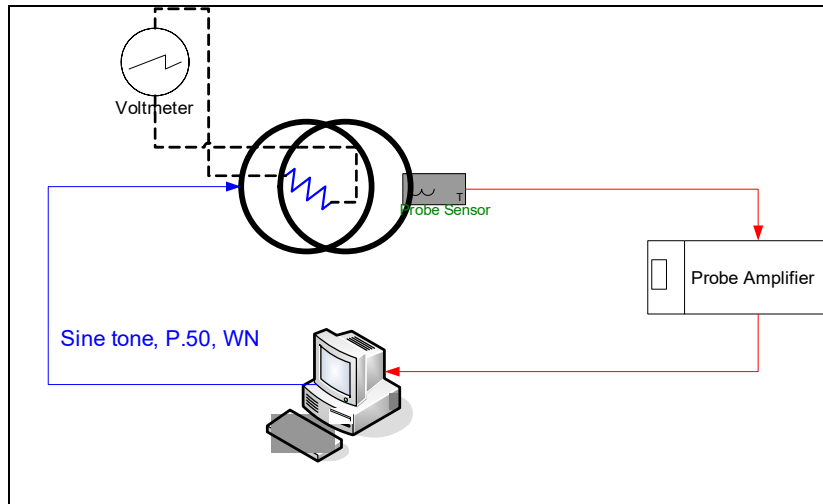 Voltmeter
T
Probe Sensor
Probe Amplifier
Sine tone, P.50, WN